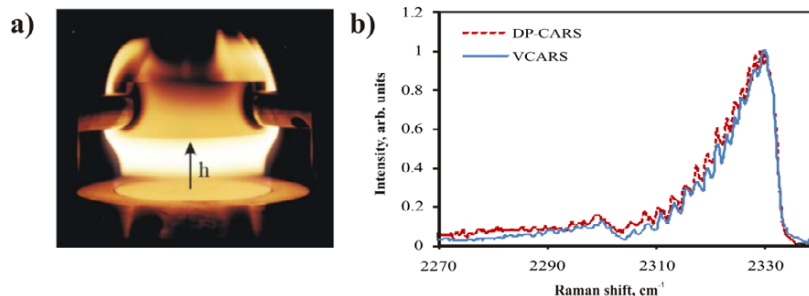 a)
h
b)
DP-CARS
VCARS
Intensity, arb. units
1.2
1
0.8
0.6
0.4
0.2
0
2270
2290
2310
2330
Raman shift, cm-1